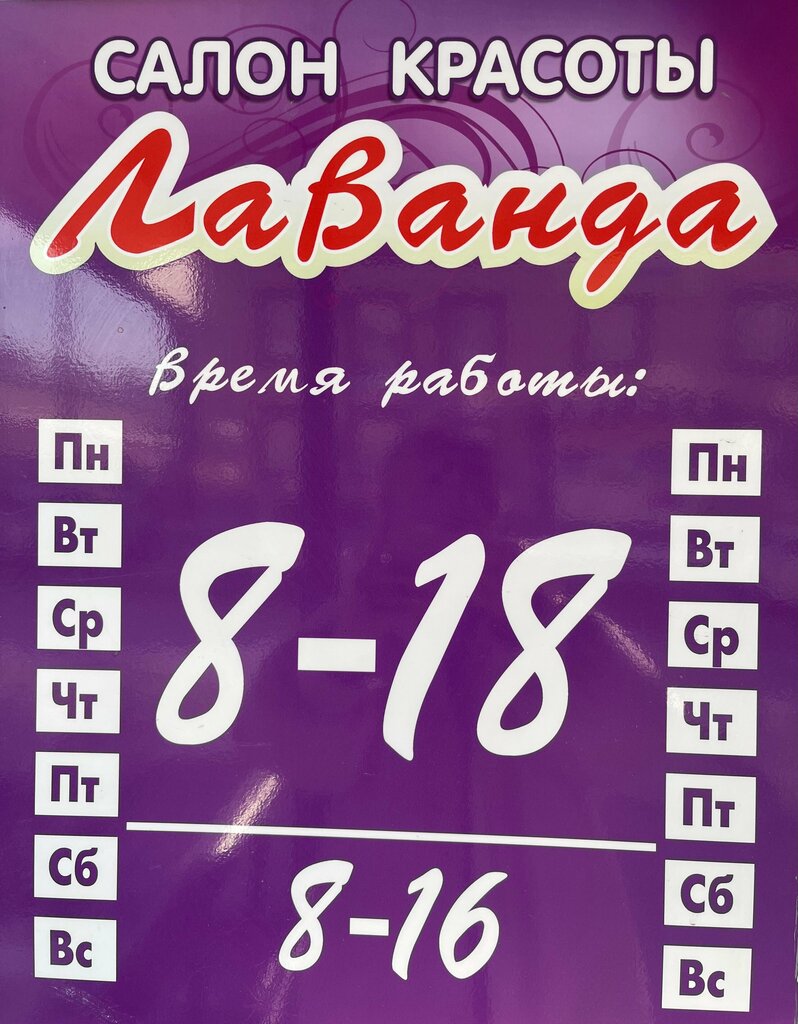 САЛОН КРАСОТЫ
ЛаВанда
Время работы:
Пн Пн
Вт Вт
Ср 8-18 Ср
Чт Чт
Пт Пт
Сб 8-16 Сб
Вс Вс